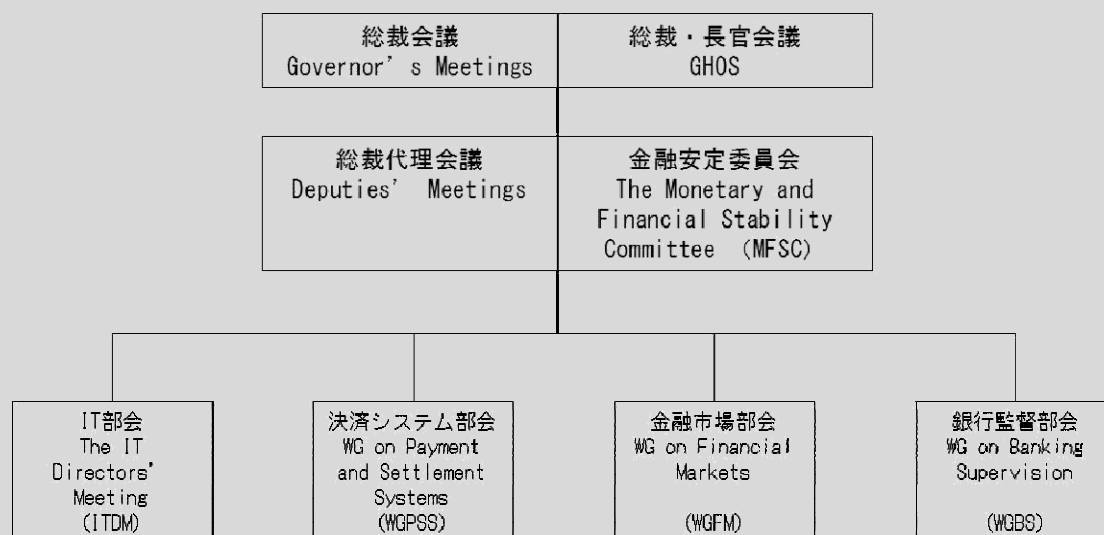 総裁会議
Governor’s Meetings
総裁・長官会議
GHOS
総裁代理会議
Deputies’ Meetings
金融安定委員会
The Monetary and
Financial Stability
Committee (MFSC)
IT部会
The IT
Directors’
Meeting
(ITDM)
決済システム部会
WG on Payment
and Settlement
Systems
(WGPSS)
金融市場部会
WG on Financial
Markets
(WGFM)
銀行監督部会
WG on Banking
Supervision
(WGBS)